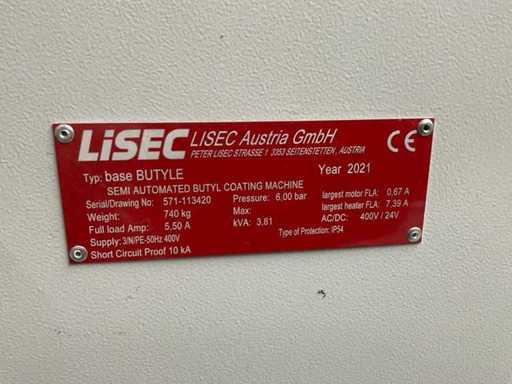 LiSEC LISEC Austria GmbH CE
PETER LISEC STRASSE 1 3353 SEITENSTETTEN, AUSTRIA
Typ: base BUTYLE Year 2021
SEMI AUTOMATED BUTYL COATING MACHINE
Serial/Drawing No: 571-113420 Pressure: 6,00 bar largest motor FLA: 0,67 A
Weight: 740 kg Max: largest heater FLA: 7,39 A
Full load Amp: 5,50 A kVA: 3,81 AC/DC: 400V / 24V
Supply: 3/N/PE-50Hz 400V Type of Protection: IP54
Short Circuit Proof 10 kA